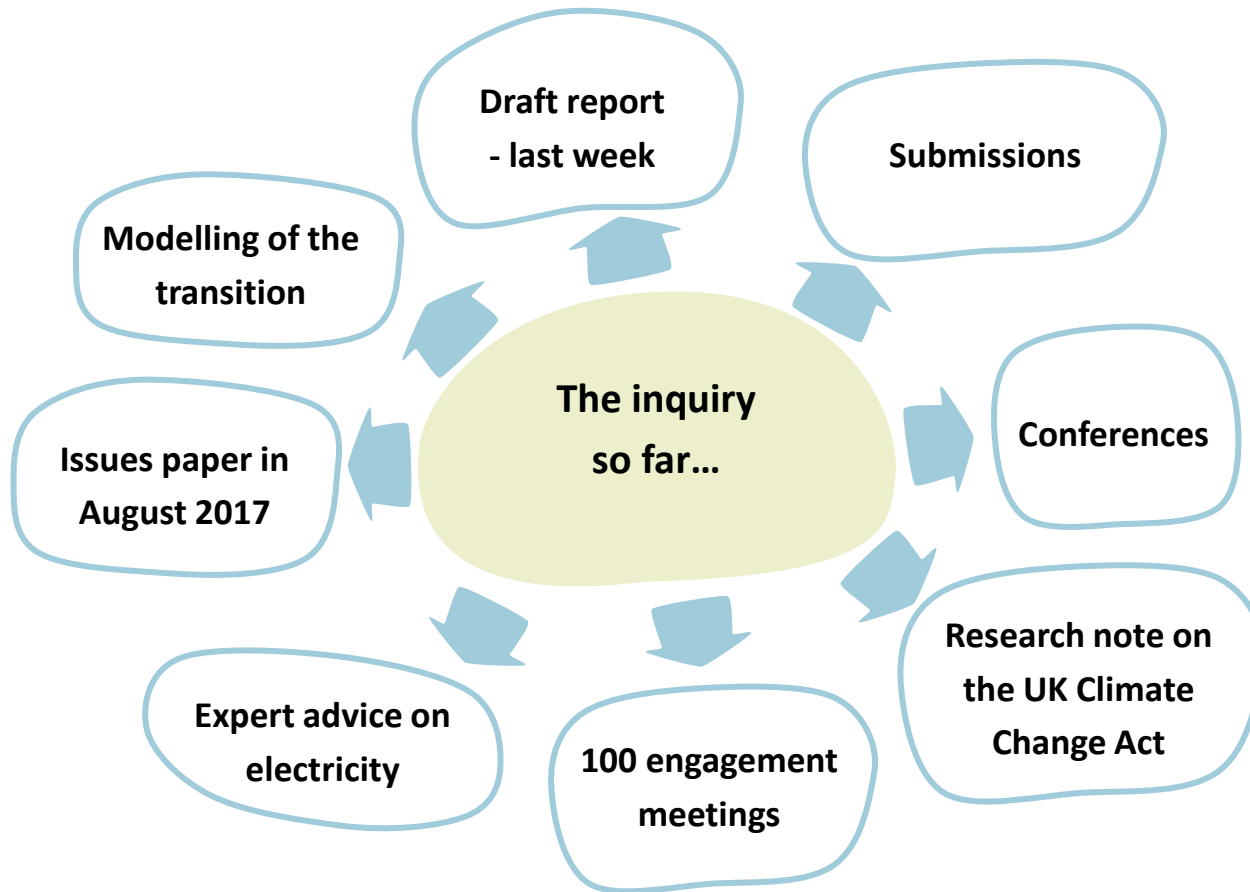 Draft report
- last week
Submissions
Modelling of the
transition
The inquiry
so far…
Conferences
Issues paper in
August 2017
Research note on
the UK Climate
Change Act
Expert advice on
electricity
100 engagement
meetings